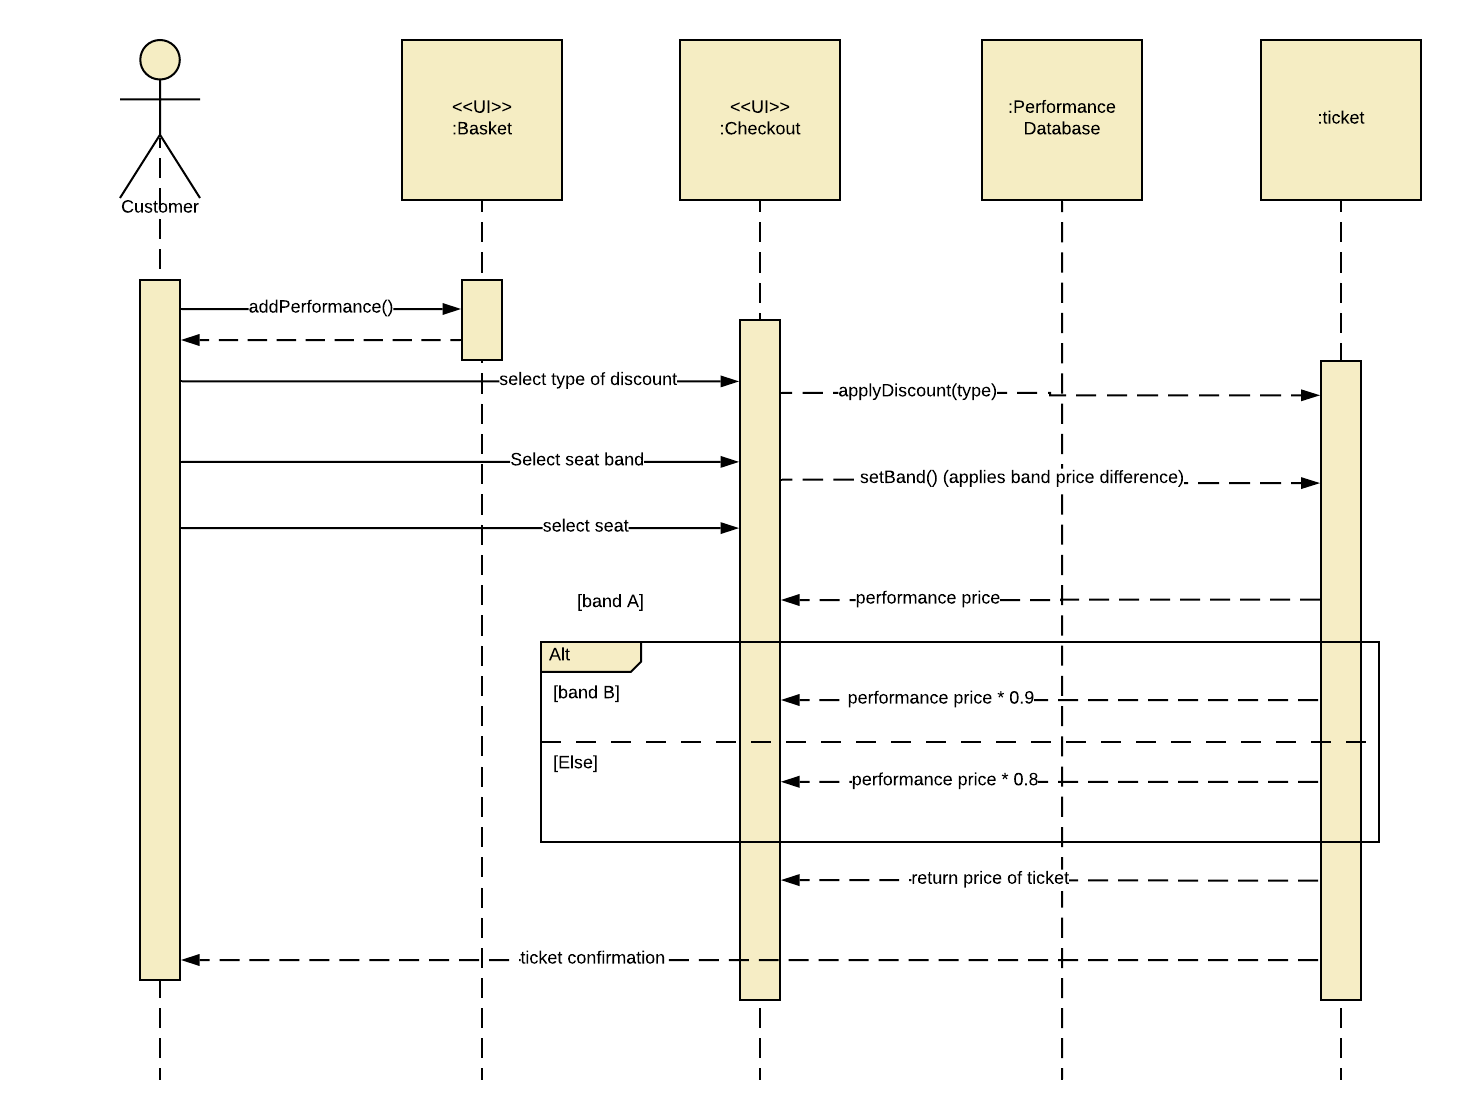 <<UI>>
:Basket
<<UI>>
:Checkout
:Performance
Database
:ticket
Customer
addPerformance()
select type of discount
applyDiscount(type)
Select seat band
setBand() (applies band price difference)
select seat
[band A]
performance price
Alt
[band B]
performance price * 0.9
[Else]
performance price * 0.8
return price of ticket
ticket confirmation